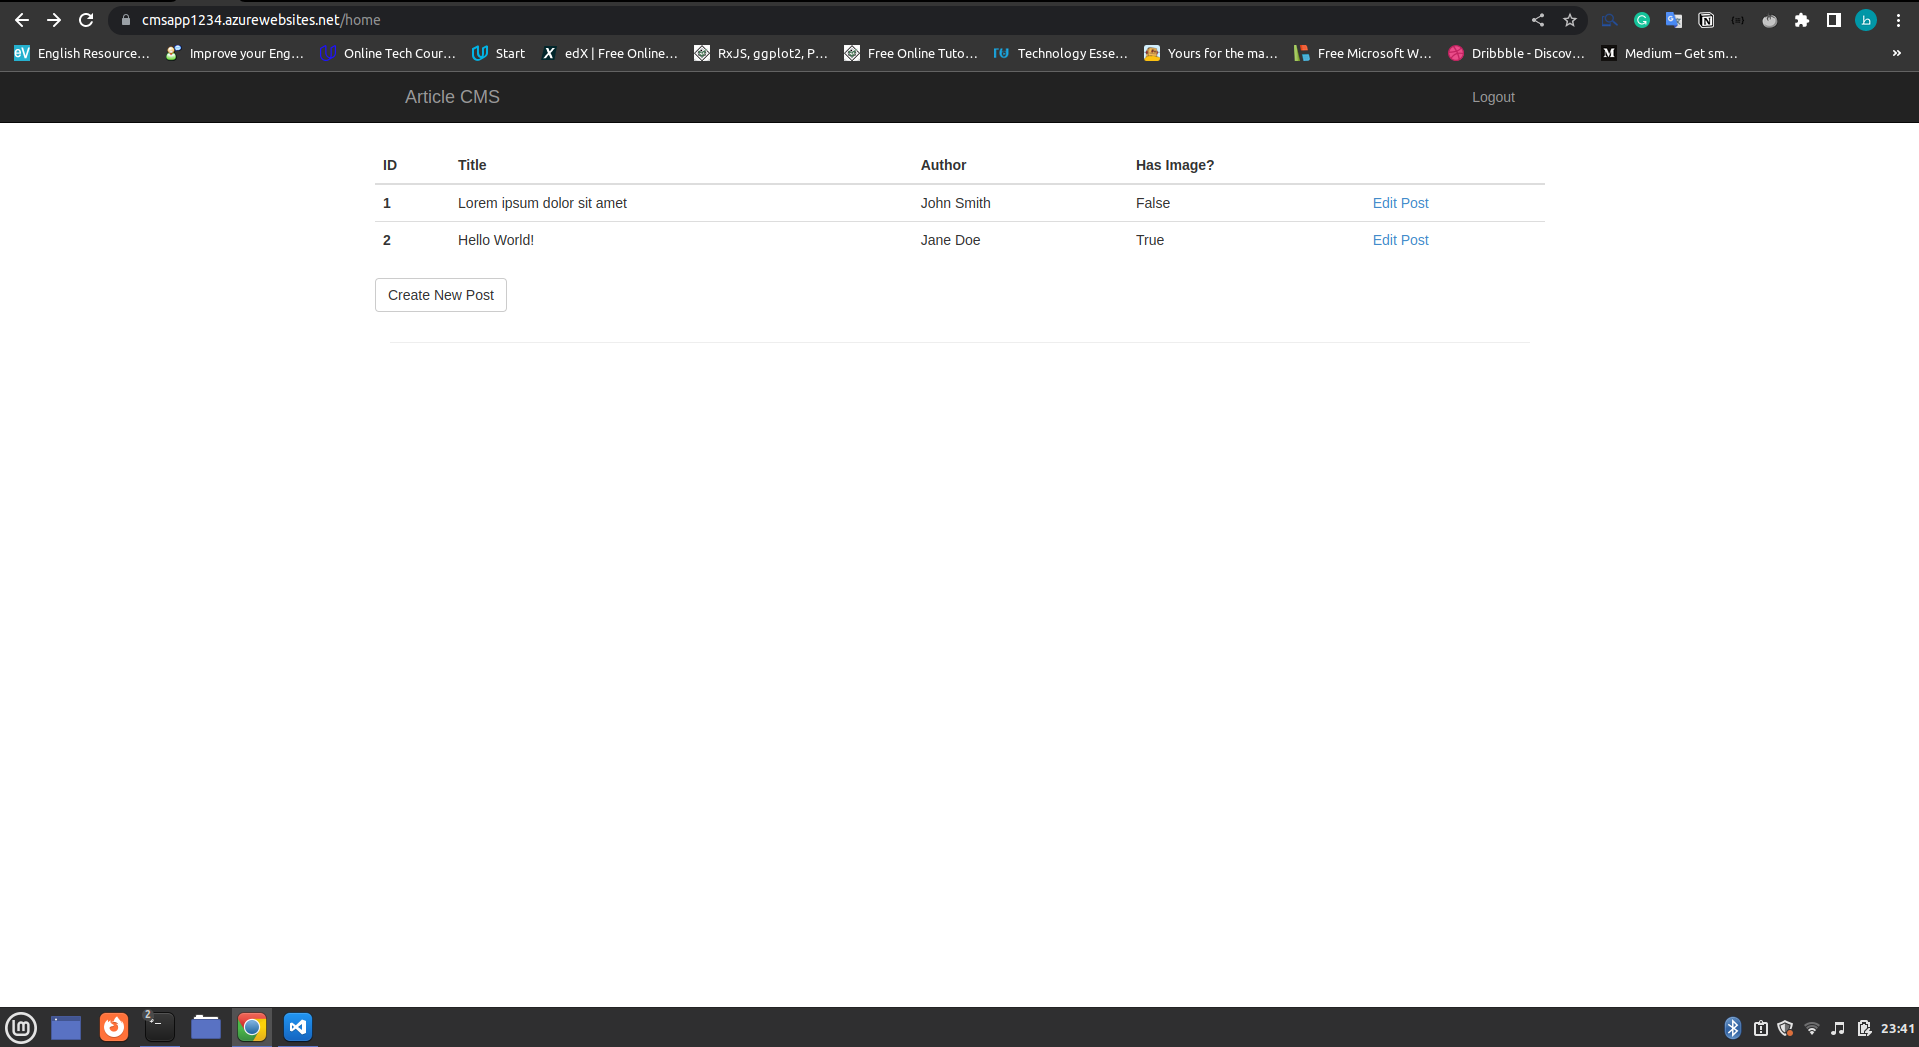 cmsapp1234.azurewebsites.net/home
ط
eV English Resource... Improve your Eng... Online Tech Cour... Start X edX | Free Online... RxJS, ggplot2, P... Free Online Tuto... TU Technology Esse... Yours for the ma... Free Microsoft W... Dribbble - Discov... M Medium – Get sm... »
Article CMS Logout
ID Title Author Has Image?
1 Lorem ipsum dolor sit amet John Smith False Edit Post
2 Hello World! Jane Doe True Edit Post
Create New Post
2
23:41